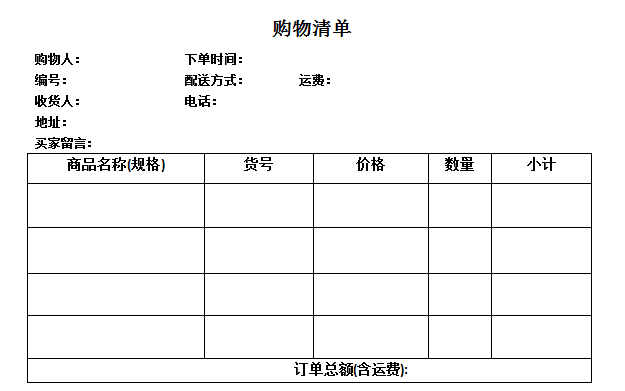 购物清单
购物人： 下单时间：
编号： 配送方式： 运费：
收货人： 电话：
地址：
买家留言：
商品名称(规格) 货号 价格 数量 小计
订单总额(含运费):